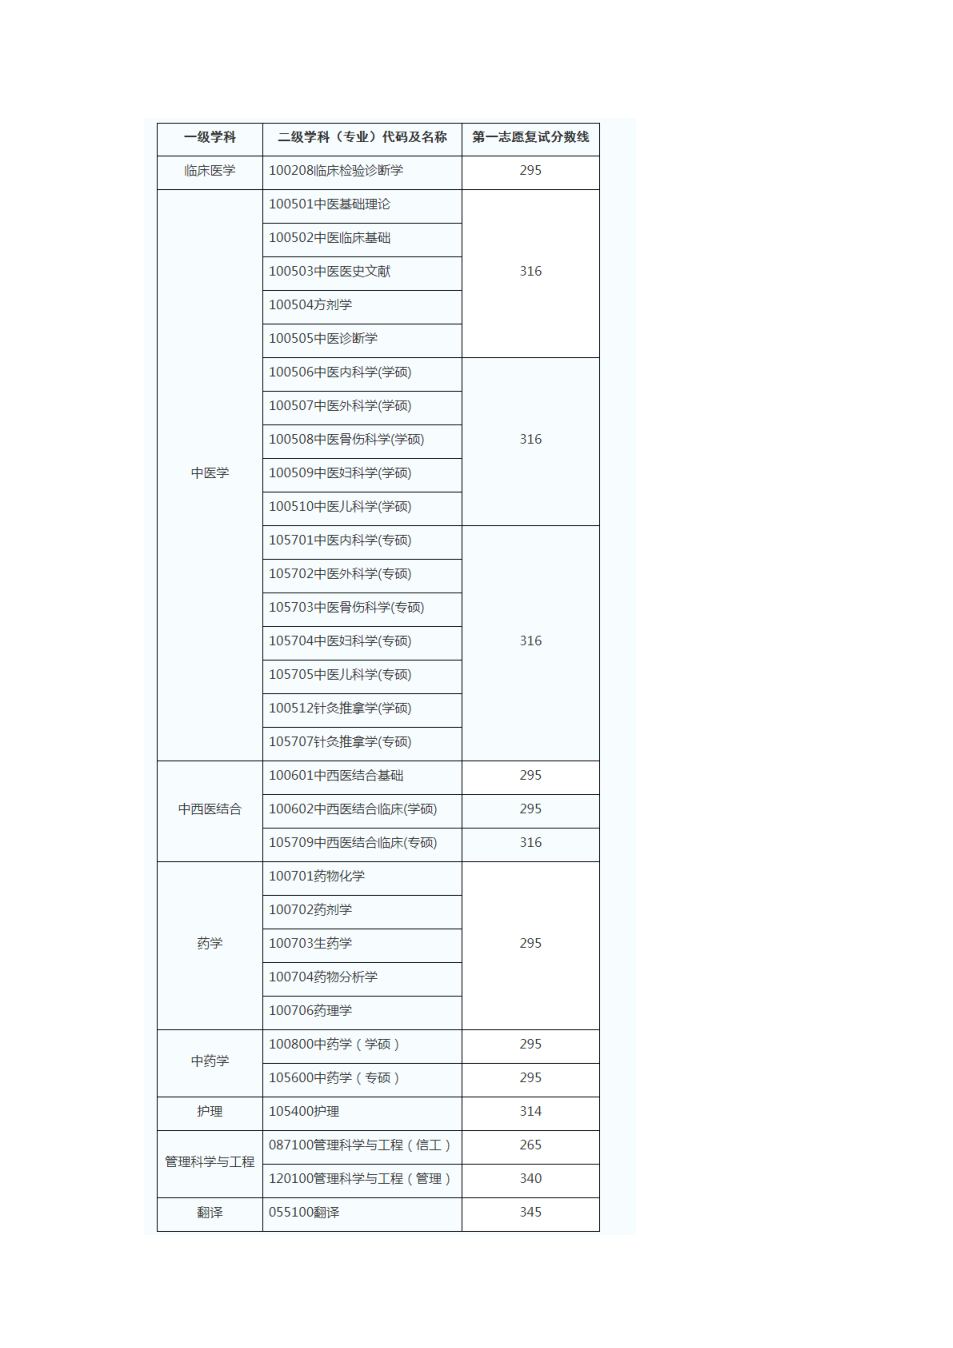 一级学科 二级学科（专业）代码及名称 第一志愿复试分数线
临床医学 100208临床检验诊断学 295
100501中医基础理论
100502中医临床基础
100503中医医史文献 316
100504方剂学
100505中医诊断学
100506中医内科学(学硕)
100507中医外科学(学硕)
100508中医骨伤科学(学硕) 316
中医学 100509中医妇科学(学硕)
100510中医儿科学(学硕)
105701中医内科学(专硕)
105702中医外科学(专硕)
105703中医骨伤科学(专硕)
105704中医妇科学(专硕) 316
105705中医儿科学(专硕)
100512针灸推拿学(学硕)
105707针灸推拿学(专硕)
100601中西医结合基础 295
中西医结合 100602中西医结合临床(学硕) 295
105709中西医结合临床(专硕) 316
100701药物化学
100702药剂学
药学 100703生药学 295
100704药物分析学
100706药理学
中药学 100800中药学（学硕） 295
105600中药学（专硕） 295
护理 105400护理 314
管理科学与工程 087100管理科学与工程（信工） 265
120100管理科学与工程（管理） 340
翻译 055100翻译 345